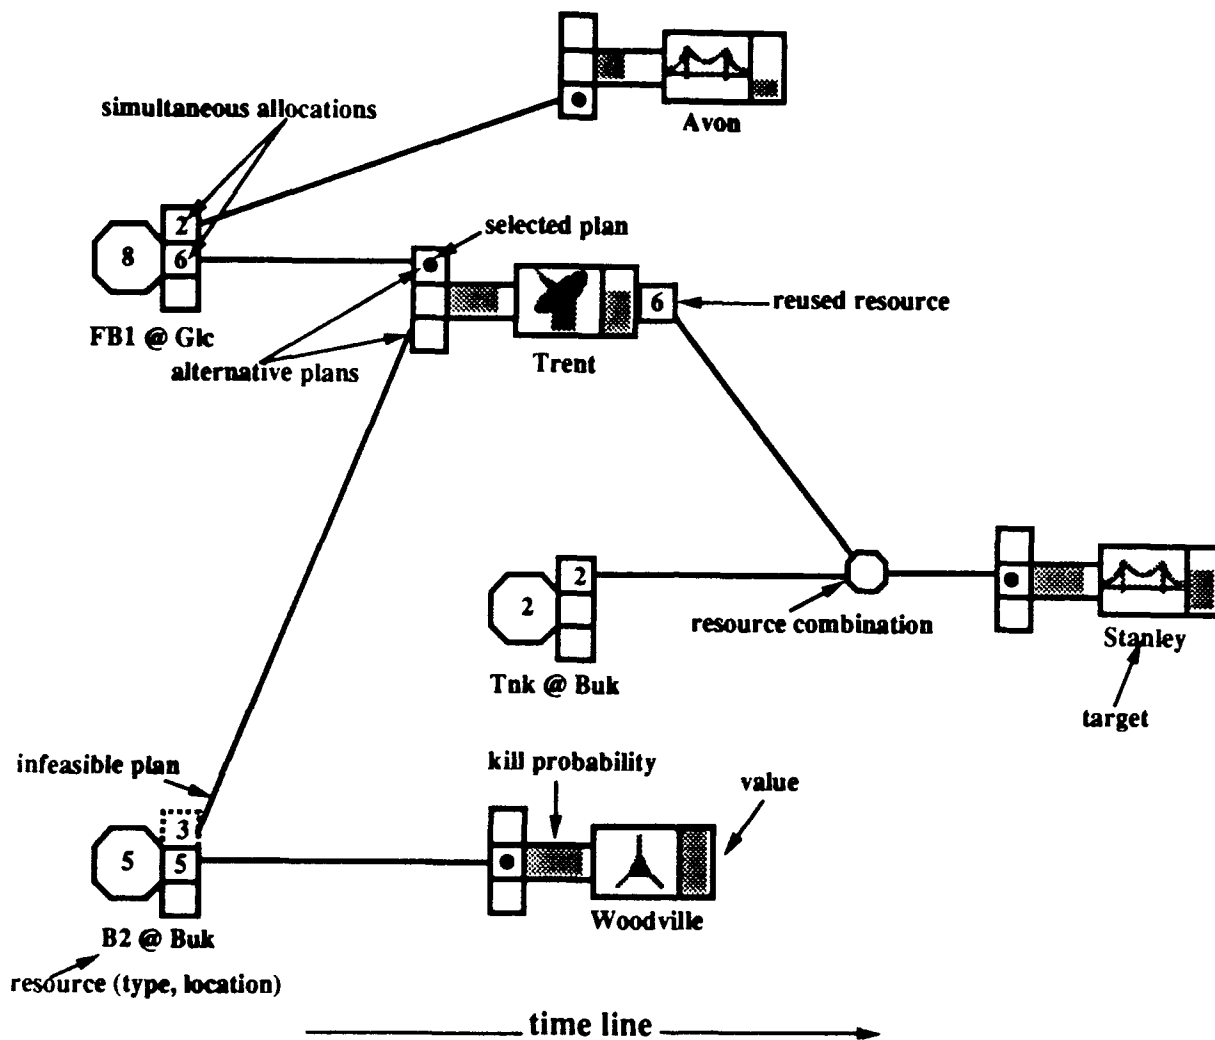 Avon
simultaneous allocations
2
8
6
FB1 @ Glc
selected plan
6
reused resource
alternative plans
Trent
2
2
resource combination
Stanley
Tnk @ Buk
target
infeasible plan
kill probability
value
3
5
5
Woodville
B2 @ Buk
resource (type, location)
time line